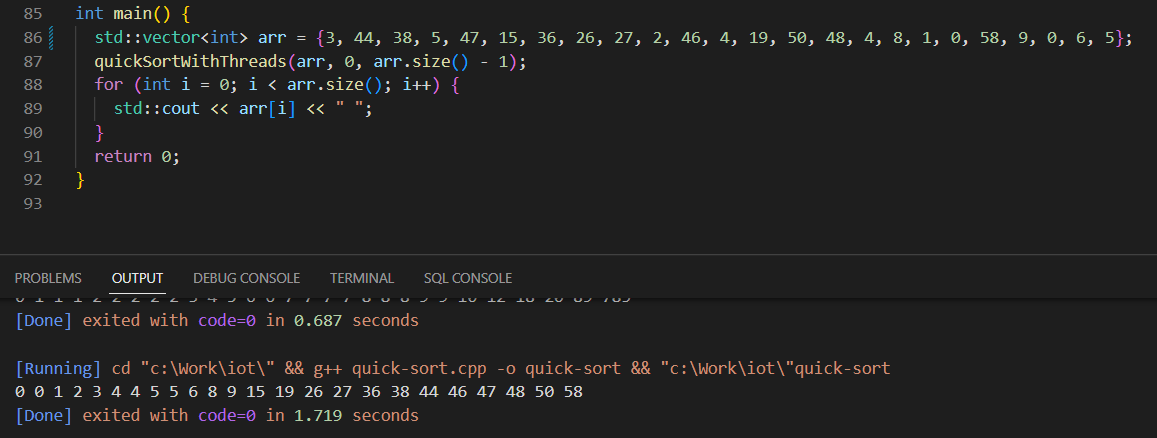 85 int main() {
86 std::vector<int> arr = {3, 44, 38, 5, 47, 15, 36, 26, 27, 2, 46, 4, 19, 50, 48, 4, 8, 1, 0, 58, 9, 0, 6, 5};
87 quickSortWithThreads(arr, 0, arr.size() - 1);
88 for (int i = 0; i < arr.size(); i++) {
89 std::cout << arr[i] << " ";
90 }
91 return 0;
92 }
93
PROBLEMS OUTPUT DEBUG CONSOLE TERMINAL SQL CONSOLE
[Done] exited with code=0 in 0.687 seconds
[Running] cd "c:\Work\iot\" && g++ quick-sort.cpp -o quick-sort && "c:\Work\iot\"quick-sort
0 0 1 2 3 4 4 5 5 6 8 9 15 19 26 27 36 38 44 46 47 48 50 58
[Done] exited with code=0 in 1.719 seconds